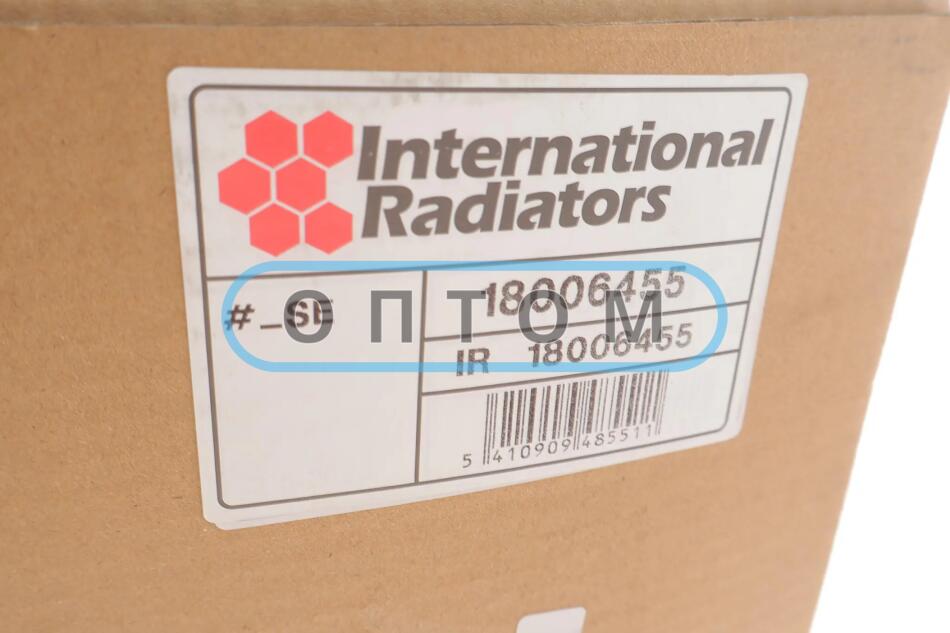 International
Radiators
18006455
# _SE
ОПТОМ
IR 18006455
5 410909 485511